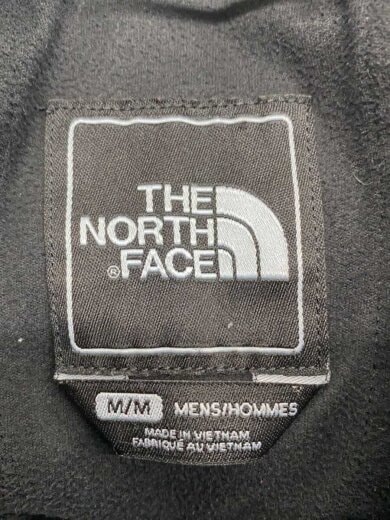 THE
NORTH
®FACE
M/M MENS/HOMMES
MADE IN VIETNAM
FABRIQUÉ AU VIETNAM